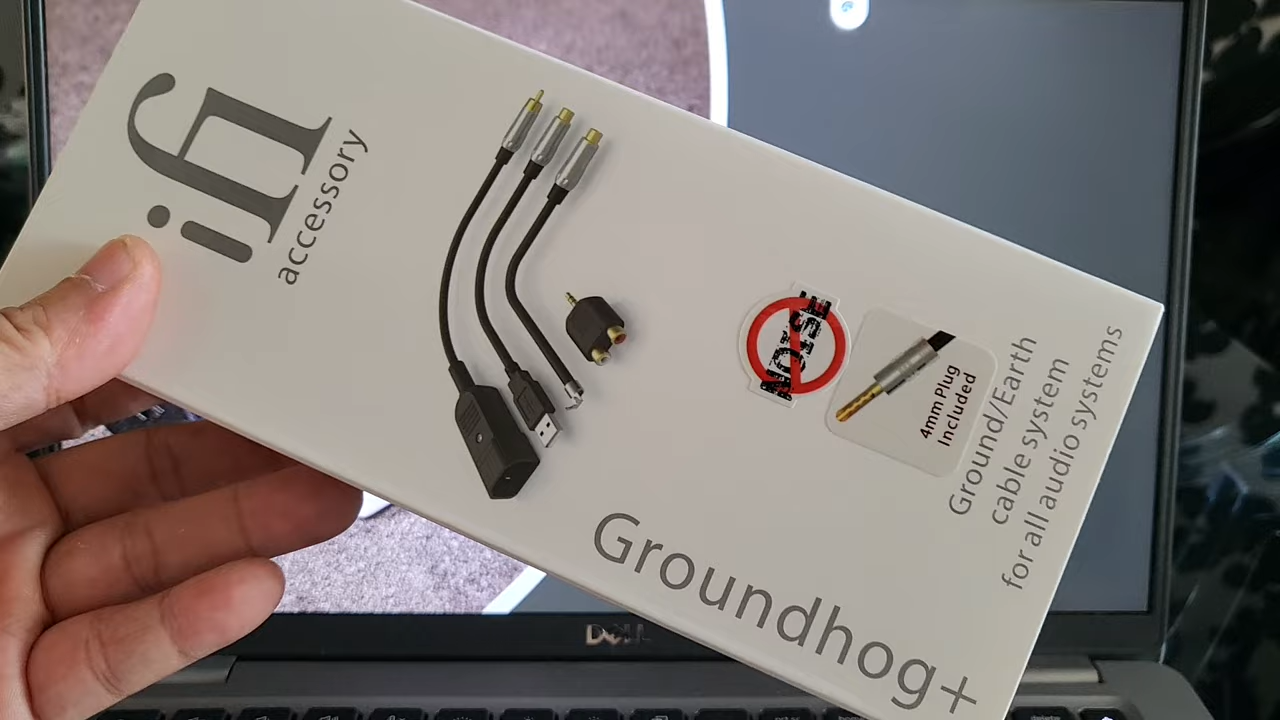 iFi
accessory
NOISE
4mm Plug
Included
Ground/Earth
cable system
for all audio systems
Groundhog+
DELL